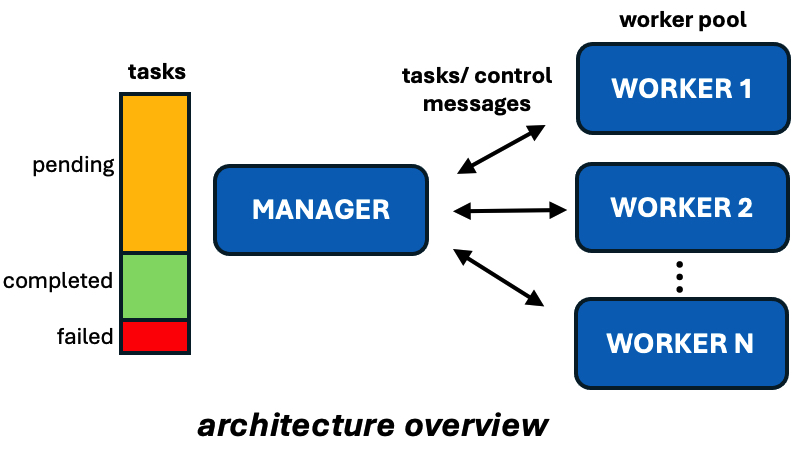 worker pool
tasks
tasks/ control
messages
WORKER 1
pending
MANAGER
WORKER 2
completed
failed
WORKER N
architecture overview